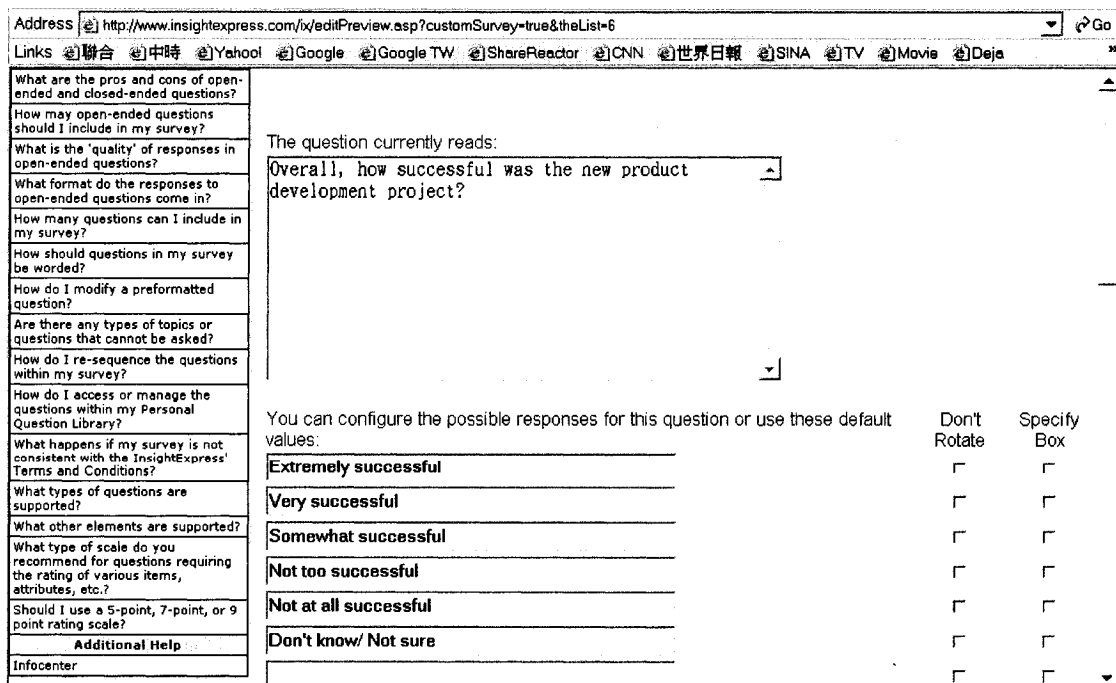 Address http://www.insightexpress.com/ix/editPreview.asp?customSurvey=true&theList=6 Go
Links 聯合 中時 Yahoo! Google Google TW ShareReactor CNN 世界日報 SINA TV Movie Deja »
What are the pros and cons of open-
ended and closed-ended questions?
How may open-ended questions
should I include in my survey?
What is the 'quality' of responses in
open-ended questions?
What format do the responses to
open-ended questions come in?
How many questions can I include in
my survey?
How should questions in my survey
be worded?
How do I modify a preformatted
question?
Are there any types of topics or
questions that cannot be asked?
How do I re-sequence the questions
within my survey?
How do I access or manage the
questions within my Personal
Question Library?
What happens if my survey is not
consistent with the InsightExpress'
Terms and Conditions?
What types of questions are
supported?
What other elements are supported?
What type of scale do you
recommend for questions requiring
the rating of various items,
attributes, etc.?
Should I use a 5-point, 7-point, or 9
point rating scale?
Additional Help
Infocenter
The question currently reads:
Overall, how successful was the new product
development project?
You can configure the possible responses for this question or use these default
values:
Don't
Rotate
Specify
Box
Extremely successful
Very successful
Somewhat successful
Not too successful
Not at all successful
Don't know/ Not sure